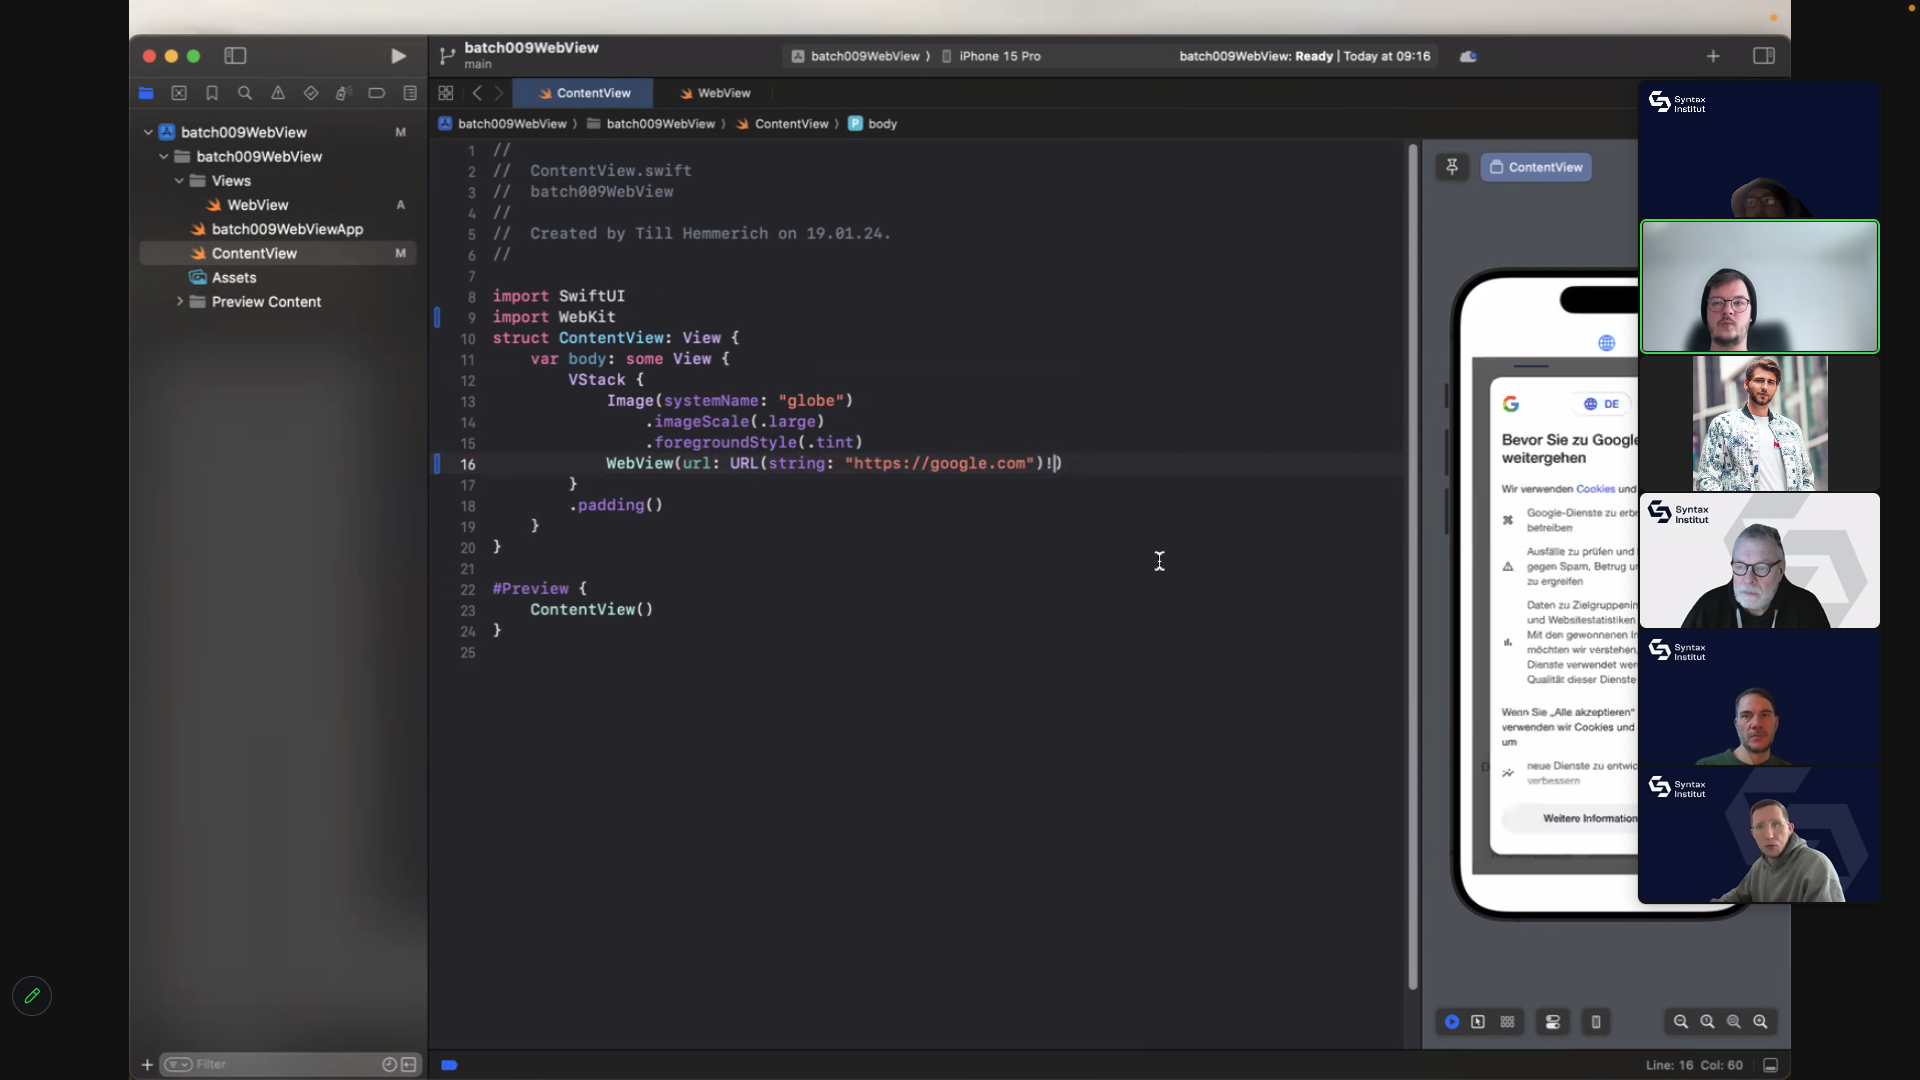 batch009WebView
main
batch009WebView
iPhone 15 Pro
batch009WebView: Ready | Today at 09:16
ContentView
WebView
batch009WebView
batch009WebView
ContentView
body
batch009WebView M
batch009WebView
Views
WebView A
batch009WebViewApp
ContentView M
Assets
Preview Content
1 //
2 //  ContentView.swift
3 //  batch009WebView
4 //
5 //  Created by Till Hemmerich on 19.01.24.
6 //
7
8 import SwiftUI
9 import WebKit
10 struct ContentView: View {
11     var body: some View {
12         VStack {
13             Image(systemName: "globe")
14                 .imageScale(.large)
15                 .foregroundStyle(.tint)
16             WebView(url: URL(string: "https://google.com")!)
17         }
18         .padding()
19     }
20 }
21
22 #Preview {
23     ContentView()
24 }
25
ContentView
DE
Bevor Sie zu Google
weitergehen
Wir verwenden Cookies und
Google-Dienste zu
betreiben
Ausfälle zu prüfen und
gegen Spam, Betrug
zu ergreifen
Daten zu
und Websitestatistiken
Mit den gewonnenen
möchten wir verstehen,
Dienste verwendet
Qualität dieser Dienste
Wenn Sie „Alle akzeptieren“
verwenden wir Cookies und
um
neue Dienste zu
verbessern
Weitere
Syntax
Institut
Syntax
Institut
Syntax
Institut
Syntax
Institut
Filter
Line: 16 Col: 60